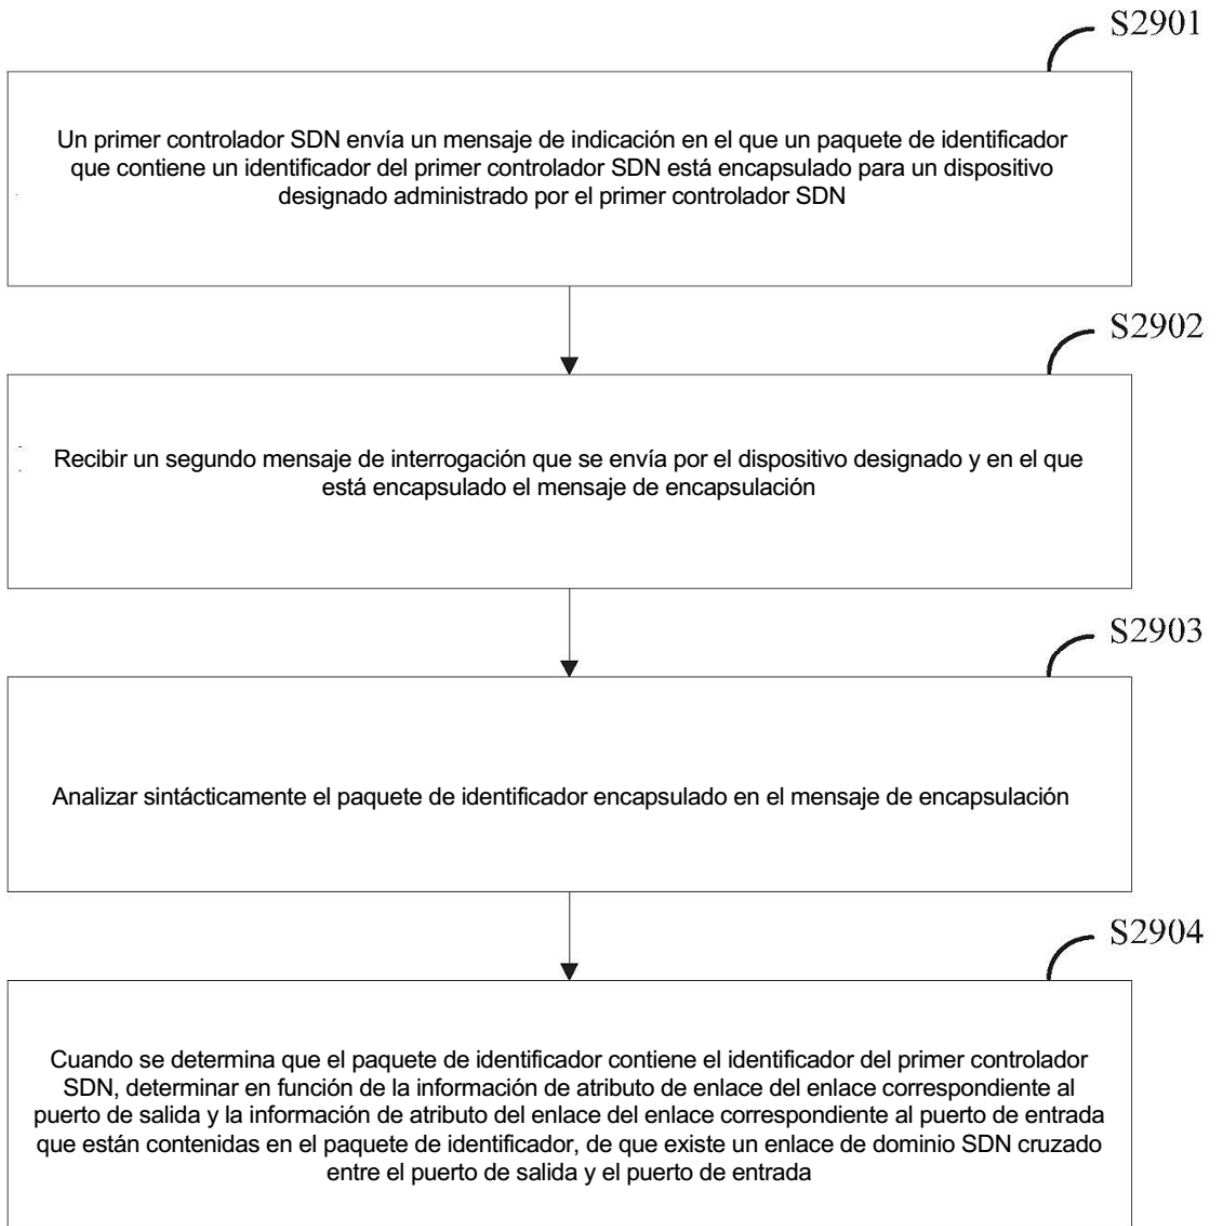 S2901
Un primer controlador SDN envía un mensaje de indicación en el que un paquete de identificador
que contiene un identificador del primer controlador SDN está encapsulado para un dispositivo
designado administrado por el primer controlador SDN
S2902
Recibir un segundo mensaje de interrogación que se envía por el dispositivo designado y en el que
está encapsulado el mensaje de encapsulación
S2903
Analizar sintácticamente el paquete de identificador encapsulado en el mensaje de encapsulación
S2904
Cuando se determina que el paquete de identificador contiene el identificador del primer controlador
SDN, determinar en función de la información de atributo de enlace del enlace correspondiente al
puerto de salida y la información de atributo del enlace del enlace correspondiente al puerto de entrada
que están contenidas en el paquete de identificador, de que existe un enlace de dominio SDN cruzado
entre el puerto de salida y el puerto de entrada